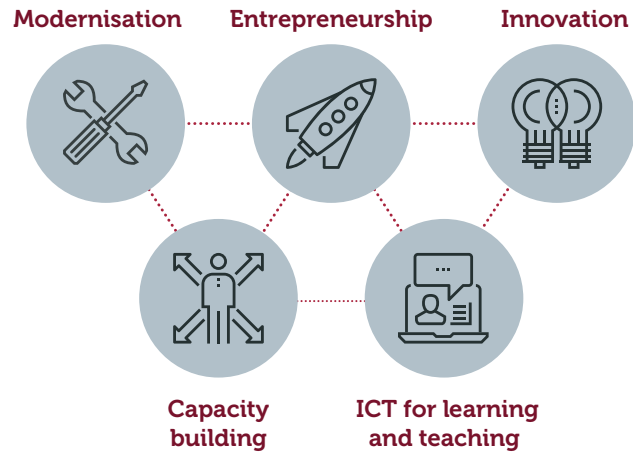 Modernisation
Entrepreneurship
Innovation
Capacity
building
ICT for learning
and teaching